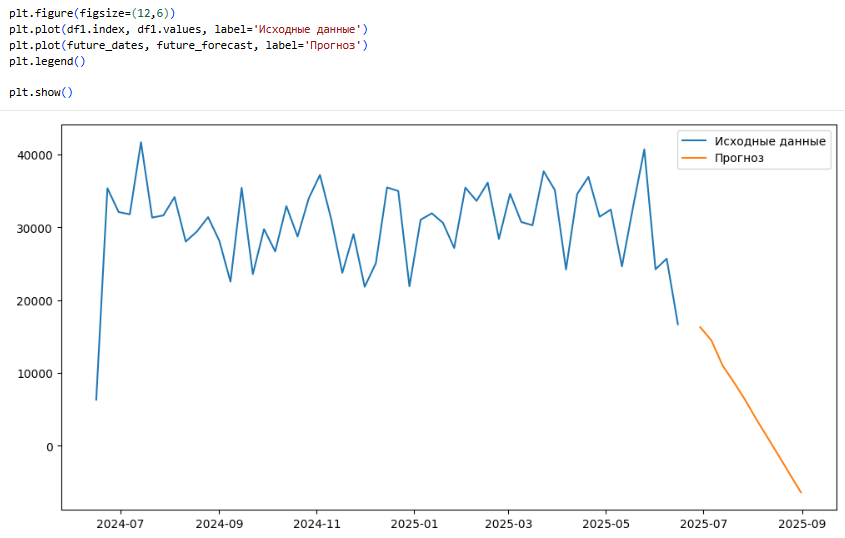 plt.figure(figsize=(12,6))
plt.plot(df1.index, df1.values, label='Исходные данные')
plt.plot(future_dates, future_forecast, label='Прогноз')
plt.legend()
plt.show()
Исходные данные
Прогноз
40000
30000
20000
10000
0
2024-07 2024-09 2024-11 2025-01 2025-03 2025-05 2025-07 2025-09